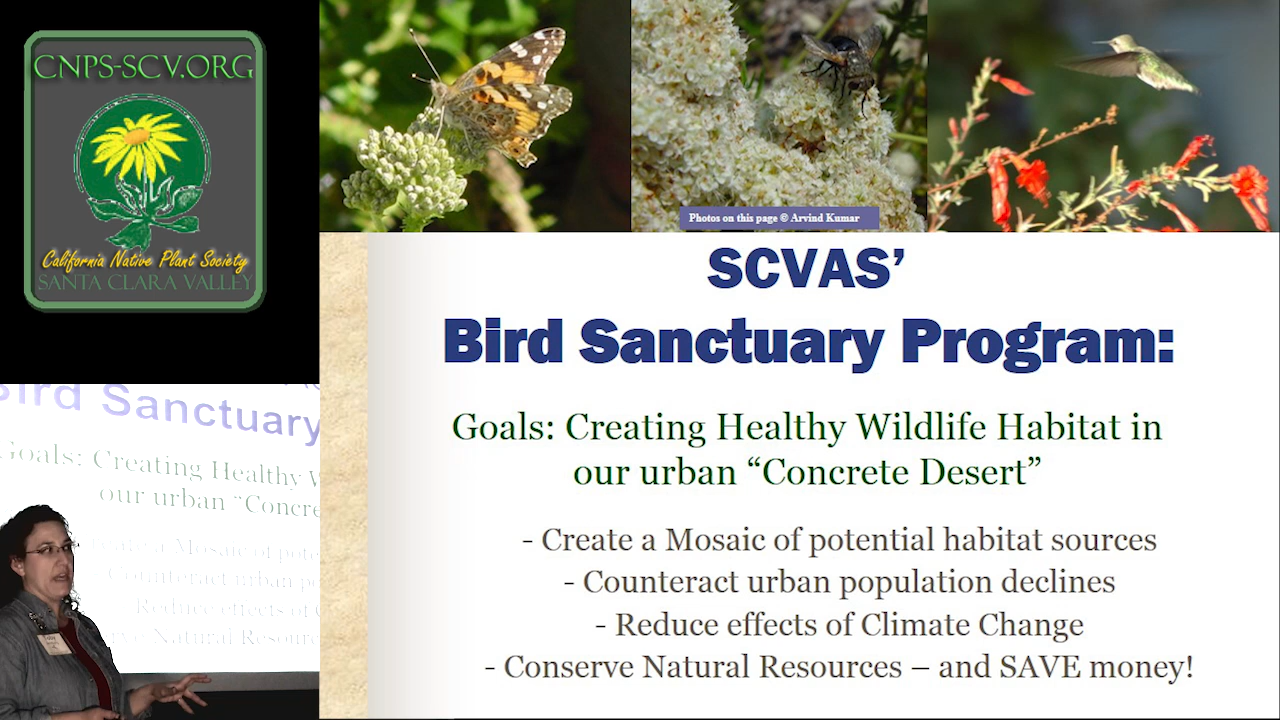 CNPS-SCV.ORG
California Native Plant Society
SANTA CLARA VALLEY
Photos on this page © Arvind Kumar
SCVAS’
Bird Sanctuary Program:
Goals: Creating Healthy Wildlife Habitat in
our urban “Concrete Desert”
- Create a Mosaic of potential habitat sources
- Counteract urban population declines
- Reduce effects of Climate Change
- Conserve Natural Resources – and SAVE money!
Bird Sanctuary
Goals: Creating Healthy W
our urban “Concre
Mosaic of pote
Counteract urban po
Reduce effects of C
Natural Resourc